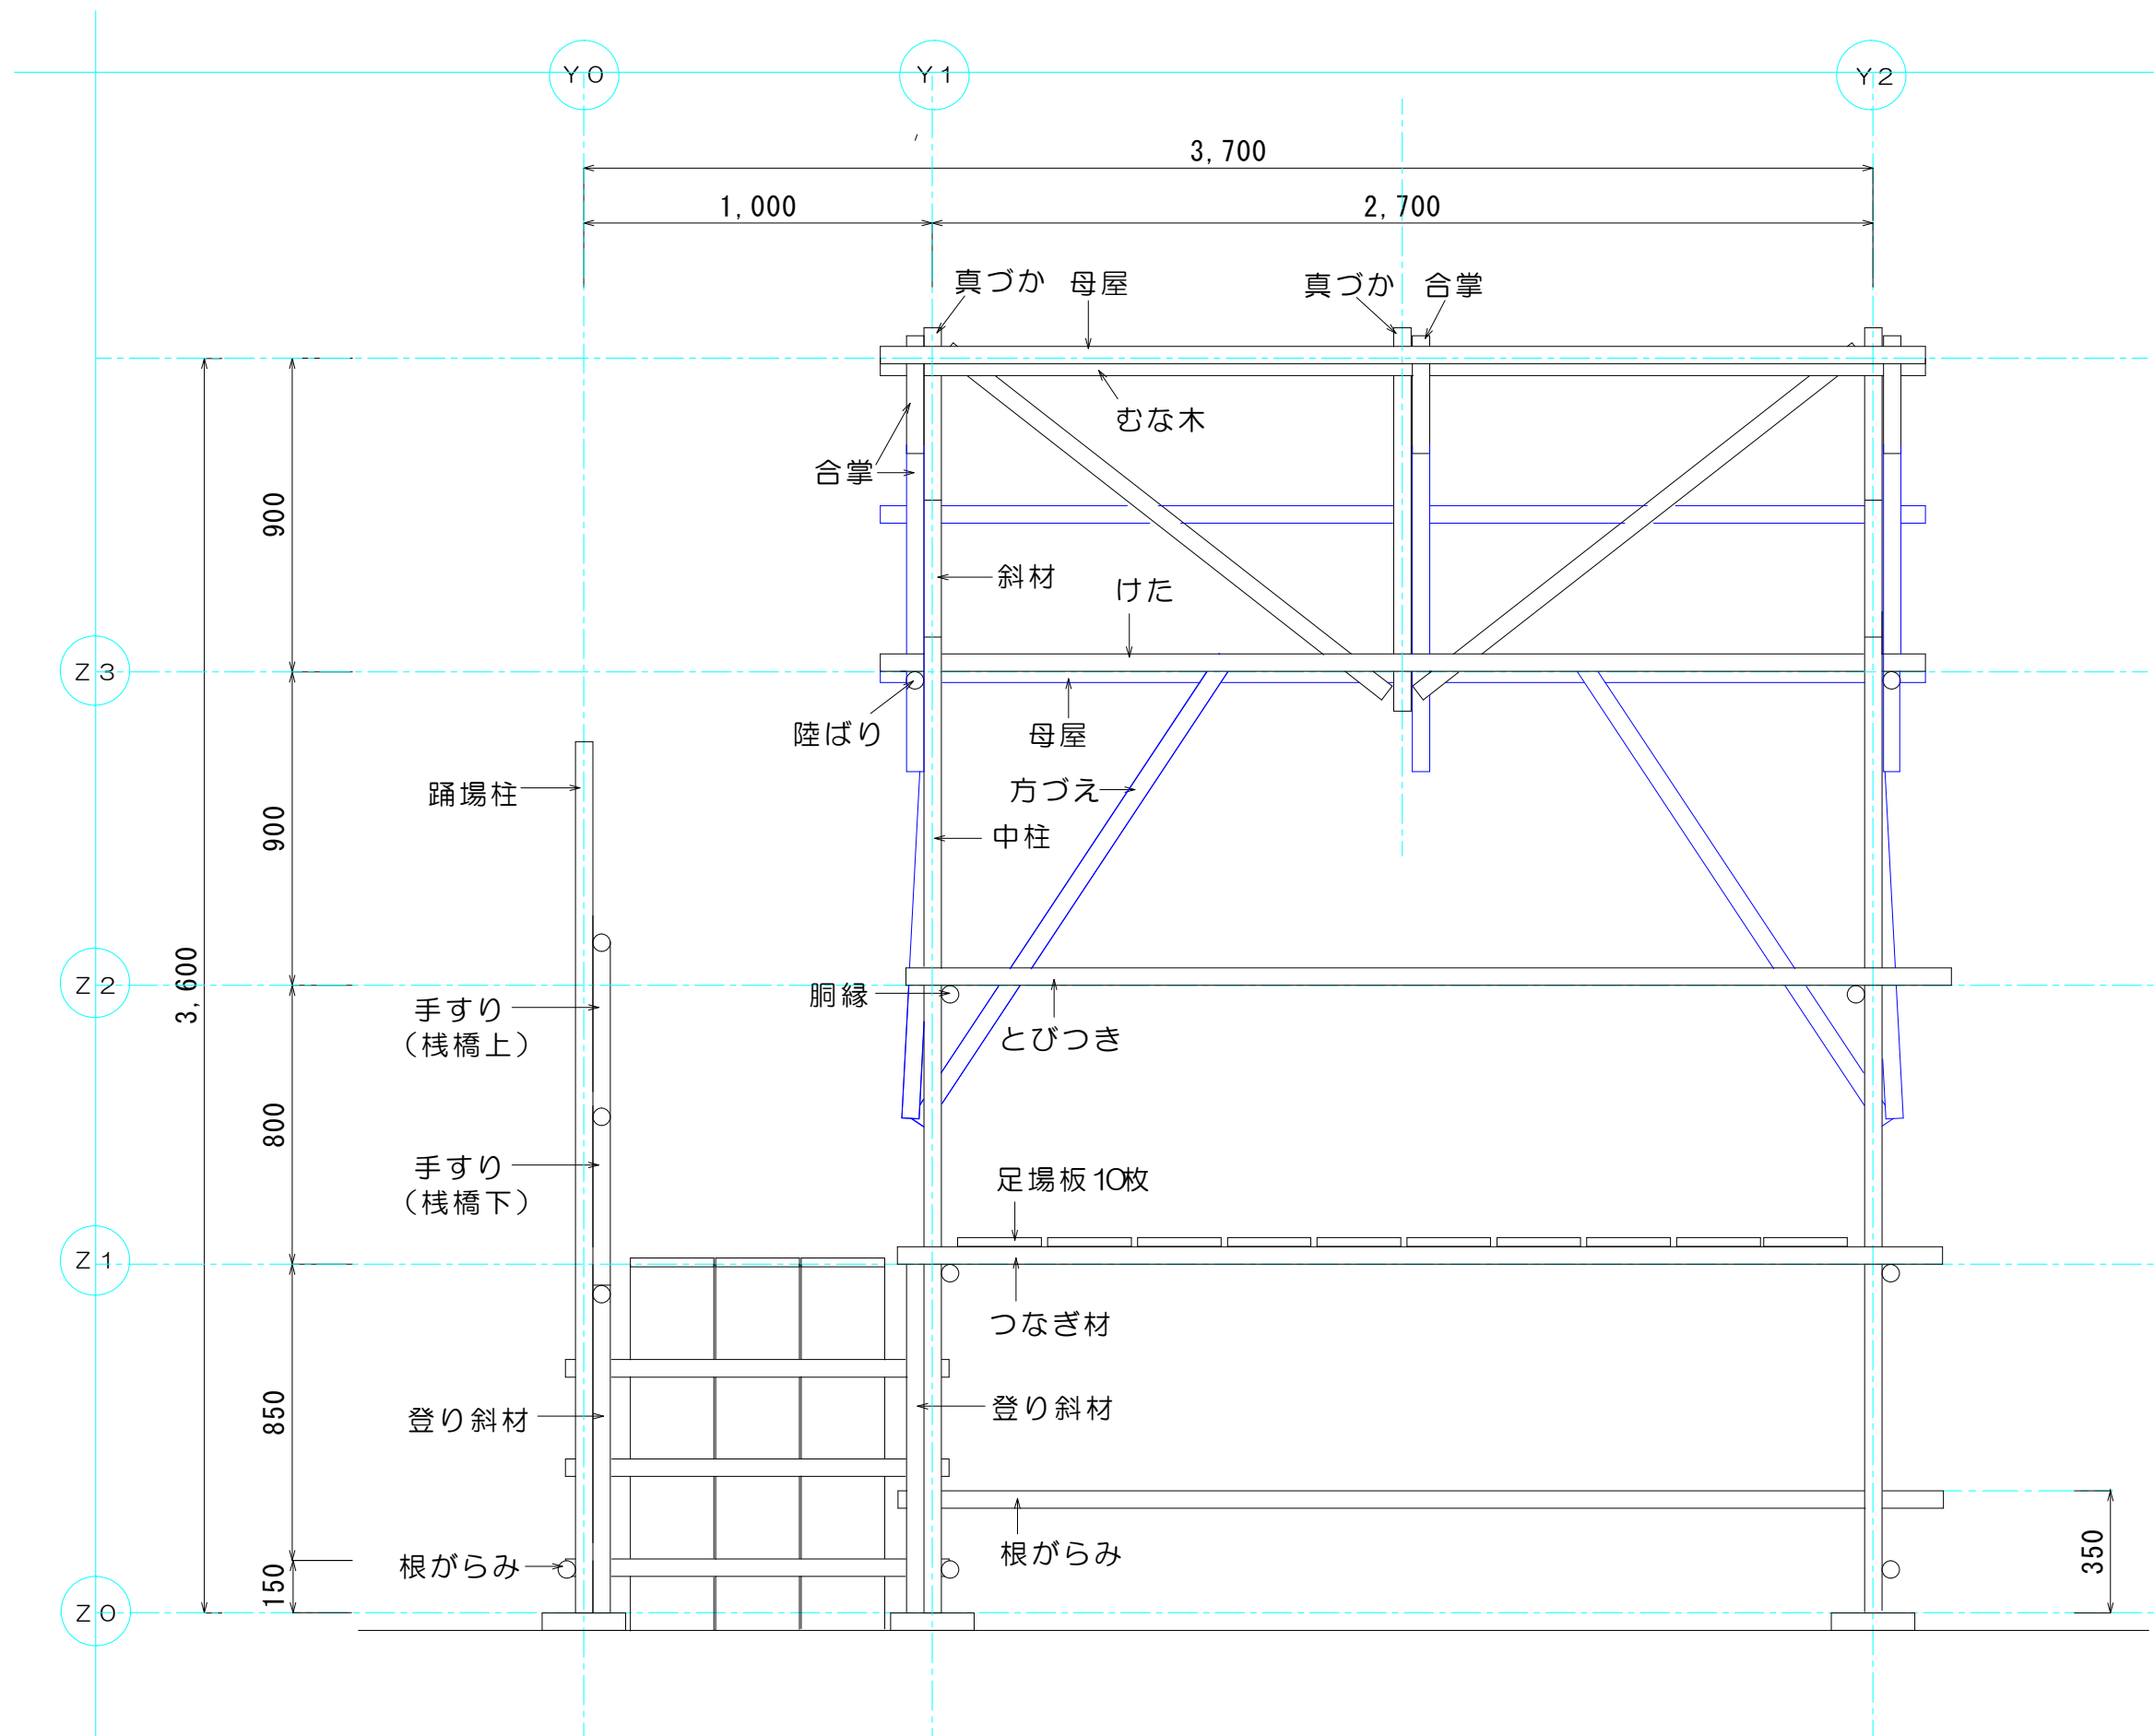 Y0
Y1
Y2
3,700
1,000
2,700
真づか
母屋
真づか
合掌
むな木
合掌
900
斜材
けた
Z3
陸ばり
母屋
踊場柱
方づえ
900
中柱
3,600
Z2
胴縁
手すり
(桟橋上)
とびつき
800
手すり
(桟橋下)
足場板10枚
Z1
つなぎ材
850
登り斜材
登り斜材
根がらみ
根がらみ
350
150
Z0